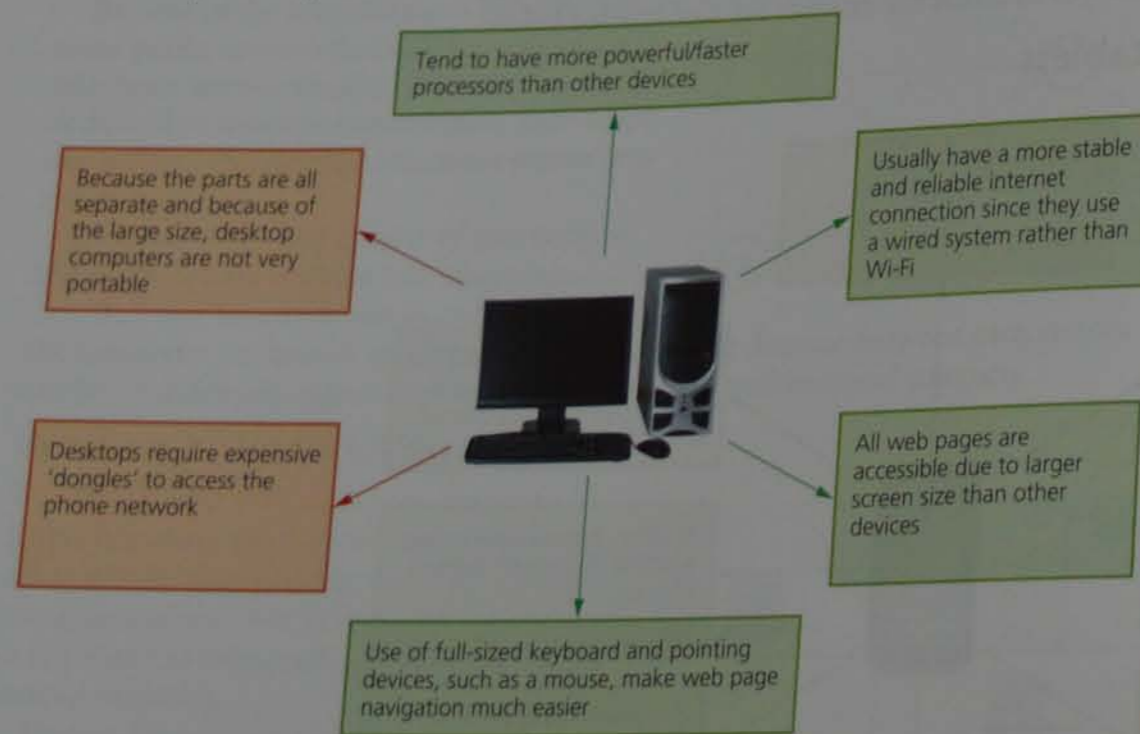 Tend to have more powerful/faster
processors than other devices
Because the parts are all
separate and because of
the large size, desktop
computers are not very
portable
Usually have a more stable
and reliable internet
connection since they use
a wired system rather than
Wi-Fi
Desktops require expensive
'dongles' to access the
phone network
All web pages are
accessible due to larger
screen size than other
devices
Use of full-sized keyboard and pointing
devices, such as a mouse, make web page
navigation much easier